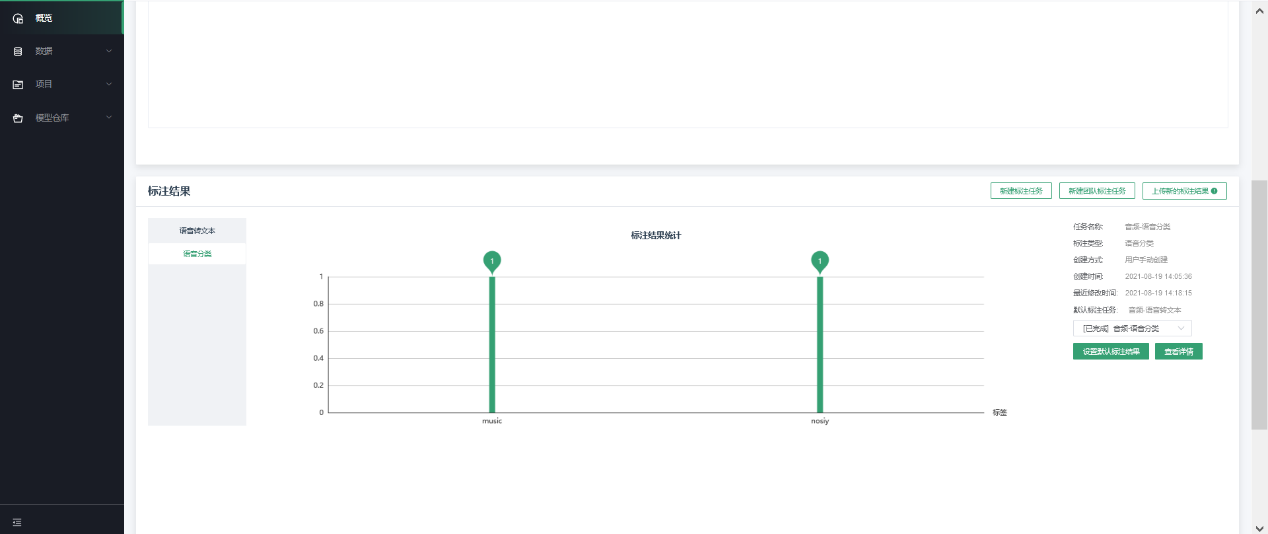 概览
数据
项目
模型仓库
标注结果
新建标注任务
新建团队标注任务
上传新的标注结果
语音转文本
语音分类
标注结果统计
1
1
1
0.8
0.6
0.4
0.2
0
music
nosiy
标签
任务名称: 音频-语音分类
标注类型: 语音分类
创建方式: 用户手动创建
创建时间: 2021-08-19 14:05:36
最近修改时间: 2021-08-19 14:18:15
默认标注任务: 音频-语音转文本
[已完成] 音频-语音分类
设置默认标注结果
查看详情